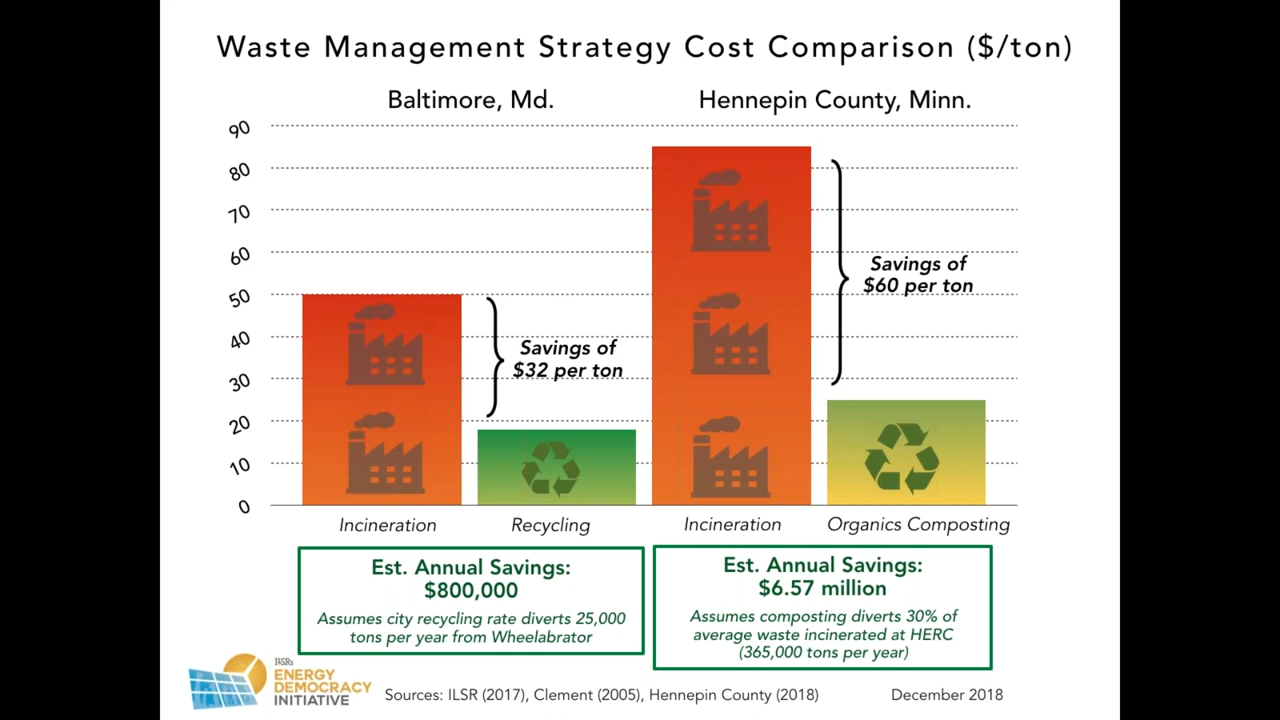 Waste Management Strategy Cost Comparison ($/ton)
Baltimore, Md.
Hennepin County, Minn.
90
80
70
60
50
40
30
20
10
0
Savings of
$32 per ton
Savings of
$60 per ton
Incineration
Recycling
Incineration
Organics Composting
Est. Annual Savings:
$800,000
Assumes city recycling rate diverts 25,000
tons per year from Wheelabrator
Est. Annual Savings:
$6.57 million
Assumes composting diverts 30% of
average waste incinerated at HERC
(365,000 tons per year)
ILSR's
ENERGY
DEMOCRACY
INITIATIVE
Sources: ILSR (2017), Clement (2005), Hennepin County (2018)
December 2018